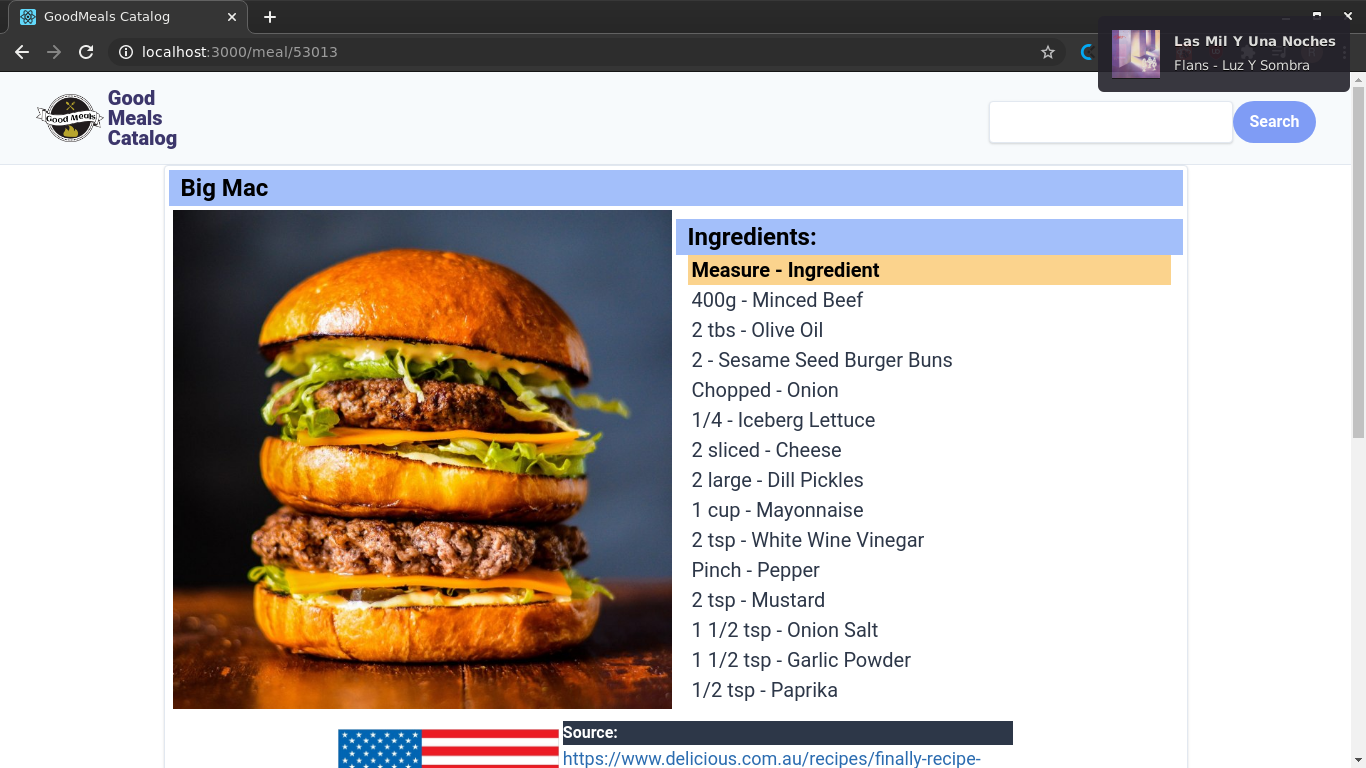 GoodMeals Catalog
localhost:3000/meal/53013
Las Mil Y Una Noches
Flans - Luz Y Sombra
Good Meals
Good
Meals
Catalog
Search
Big Mac
Ingredients:
Measure - Ingredient
400g - Minced Beef
2 tbs - Olive Oil
2 - Sesame Seed Burger Buns
Chopped - Onion
1/4 - Iceberg Lettuce
2 sliced - Cheese
2 large - Dill Pickles
1 cup - Mayonnaise
2 tsp - White Wine Vinegar
Pinch - Pepper
2 tsp - Mustard
1 1/2 tsp - Onion Salt
1 1/2 tsp - Garlic Powder
1/2 tsp - Paprika
Source:
https://www.delicious.com.au/recipes/finally-recipe-